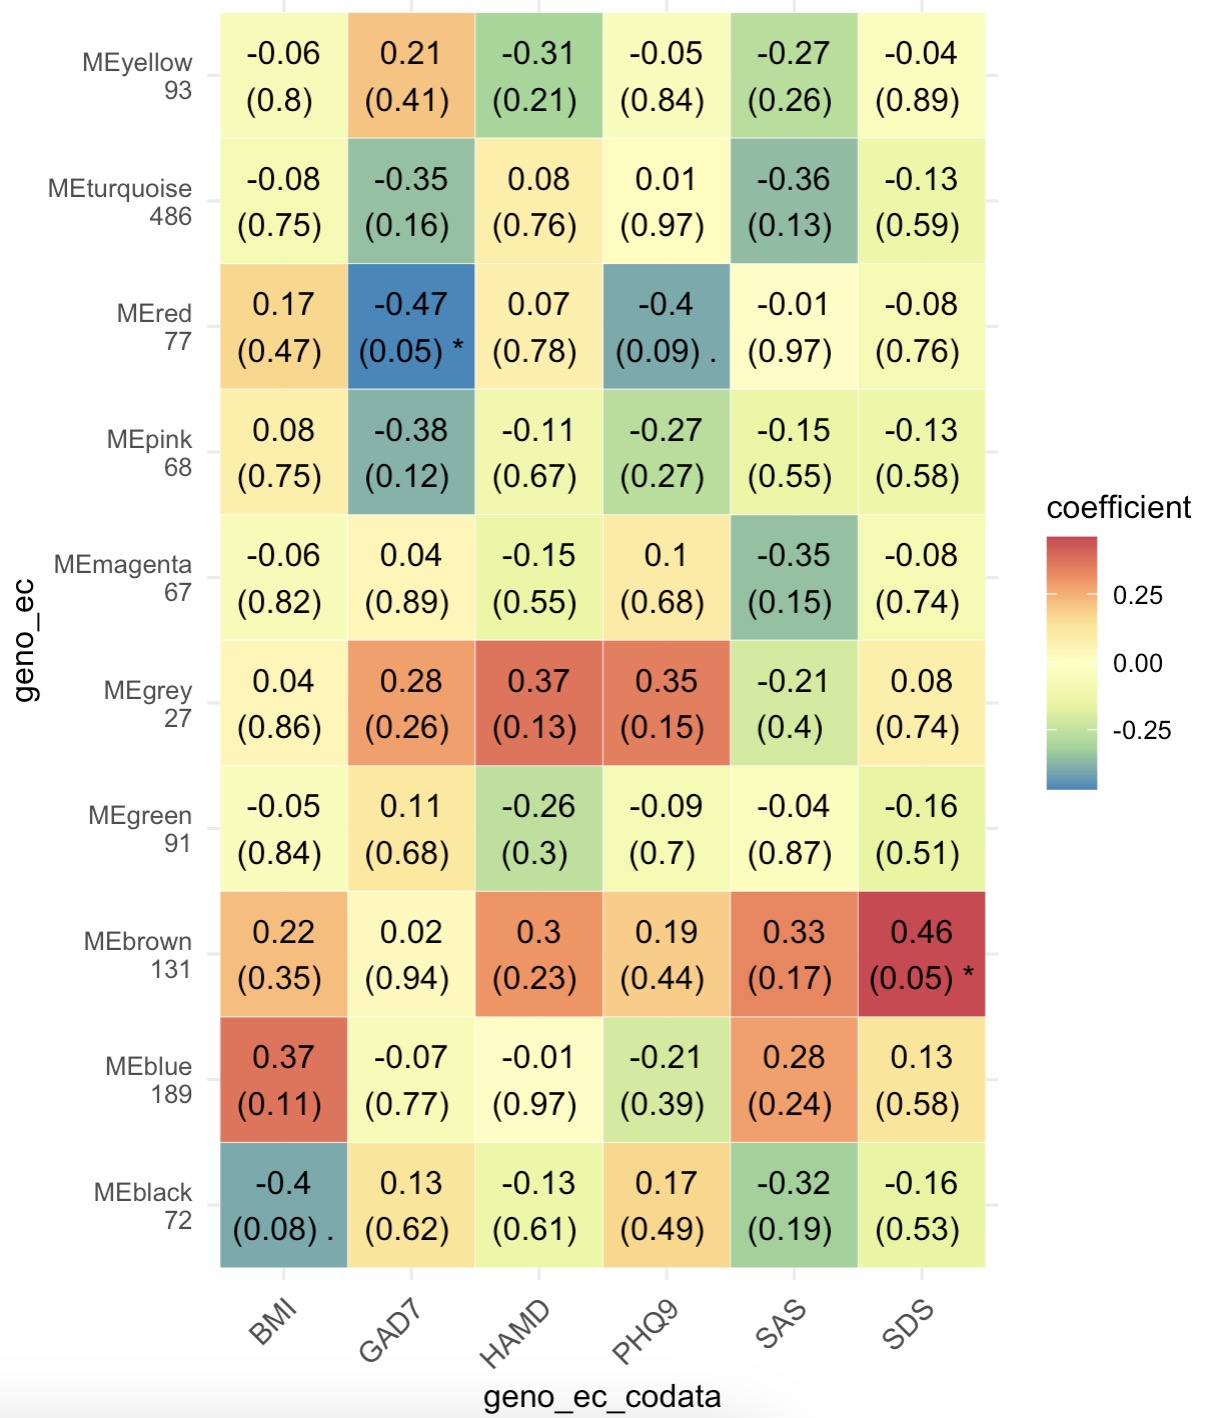 MEyellow
93
-0.06 0.21 -0.31 -0.05 -0.27 -0.04
(0.8) (0.41) (0.21) (0.84) (0.26) (0.89)
MEturquoise
486
-0.08 -0.35 0.08 0.01 -0.36 -0.13
(0.75) (0.16) (0.76) (0.97) (0.13) (0.59)
MEred
77
0.17 -0.47 0.07 -0.4 -0.01 -0.08
(0.47) (0.05) * (0.78) (0.09) . (0.97) (0.76)
MEpink
68
0.08 -0.38 -0.11 -0.27 -0.15 -0.13
(0.75) (0.12) (0.67) (0.27) (0.55) (0.58)
MEmagenta
67
-0.06 0.04 -0.15 0.1 -0.35 -0.08
(0.82) (0.89) (0.55) (0.68) (0.15) (0.74)
MEgrey
27
0.04 0.28 0.37 0.35 -0.21 0.08
(0.86) (0.26) (0.13) (0.15) (0.4) (0.74)
MEgreen
91
-0.05 0.11 -0.26 -0.09 -0.04 -0.16
(0.84) (0.68) (0.3) (0.7) (0.87) (0.51)
MEbrown
131
0.22 0.02 0.3 0.19 0.33 0.46
(0.35) (0.94) (0.23) (0.44) (0.17) (0.05) *
MEblue
189
0.37 -0.07 -0.01 -0.21 0.28 0.13
(0.11) (0.77) (0.97) (0.39) (0.24) (0.58)
MEblack
72
-0.4 0.13 -0.13 0.17 -0.32 -0.16
(0.08) . (0.62) (0.61) (0.49) (0.19) (0.53)
BMI GAD7 HAMD PHQ9 SAS SDS
geno_ec_codata
geno_ec
coefficient
0.25
0.00
-0.25